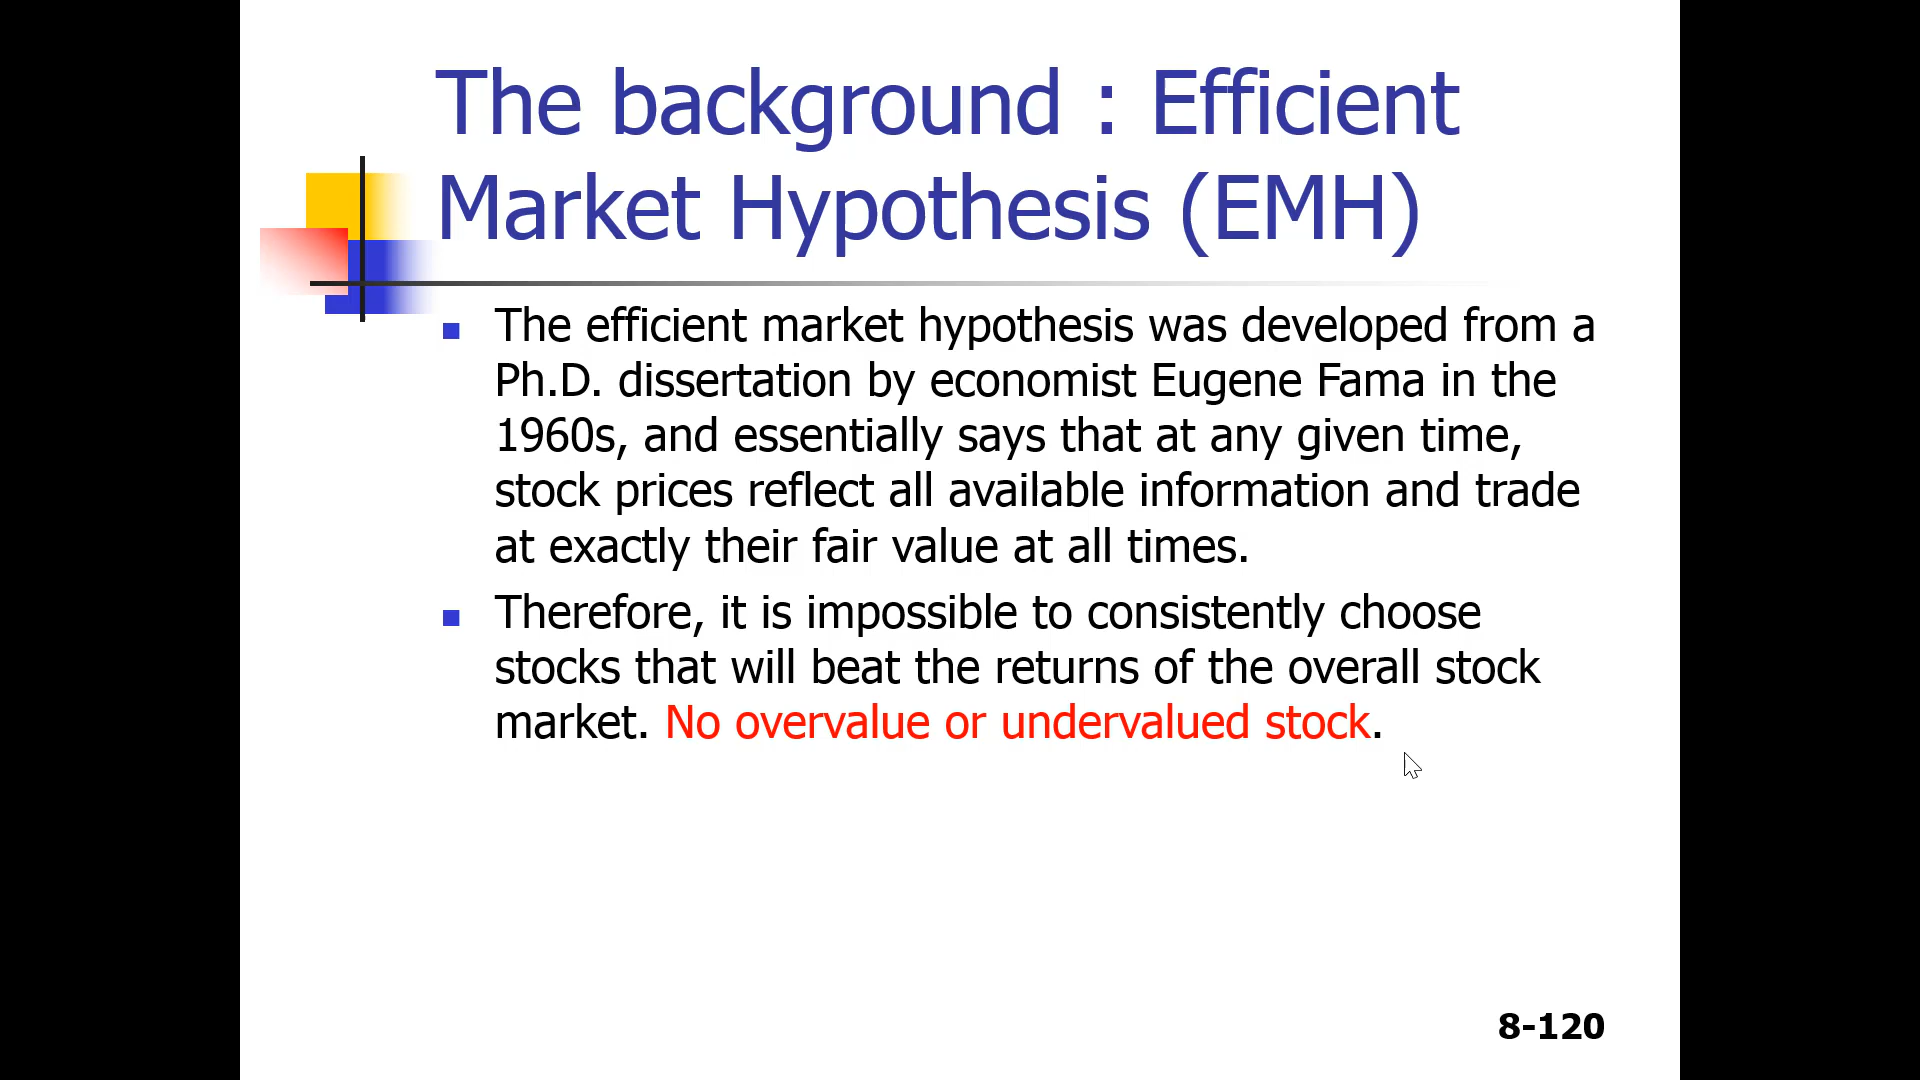 The background : Efficient
Market Hypothesis (EMH)
The efficient market hypothesis was developed from a
Ph.D. dissertation by economist Eugene Fama in the
1960s, and essentially says that at any given time,
stock prices reflect all available information and trade
at exactly their fair value at all times.
Therefore, it is impossible to consistently choose
stocks that will beat the returns of the overall stock
market. No overvalue or undervalued stock.
8-120